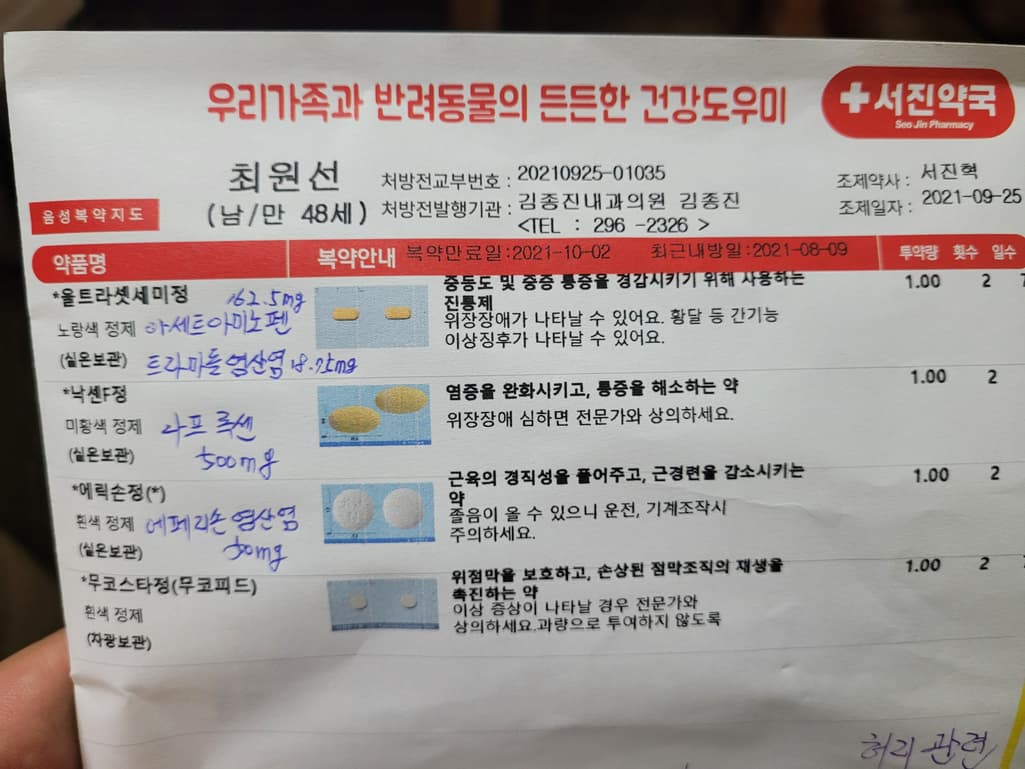 우리가족과 반려동물의 든든한 건강도우미
서진약국
Seo Jin Pharmacy
최원선
(남/만 48세)
처방전교부번호 : 20210925-01035
처방전발행기관 : 김종진내과의원 김종진
<TEL : 296 -2326 >
조제약사 : 서진혁
조제일자 : 2021-09-25
음성복약지도
약품명 복약안내 복약만료일:2021-10-02 최근내방일:2021-08-09 투약량 횟수 일수
*울트라셋세미정 162.5mg
노랑색 정제 아세트아미노펜
(실온보관) 트라마돌염산염 18.75mg
중등도 및 중증 통증을 경감시키기 위해 사용하는
진통제
위장장애가 나타날 수 있어요. 황달 등 간기능
이상징후가 나타날 수 있어요.
1.00 2 7
*낙센F정
미황색 정제 나프록센
(실온보관) 500mg
염증을 완화시키고, 통증을 해소하는 약
위장장애 심하면 전문가와 상의하세요.
1.00 2
*에릭손정(*)
흰색 정제 에페리손 염산염
(실온보관) 50mg
근육의 경직성을 풀어주고, 근경련을 감소시키는
약
졸음이 올 수 있으니 운전, 기계조작시
주의하세요.
1.00 2
*무코스타정(무코피드)
흰색 정제
(차광보관)
위점막을 보호하고, 손상된 점막조직의 재생을
촉진하는 약
이상 증상이 나타날 경우 전문가와
상의하세요.과량으로 투여하지 않도록
1.00 2
허리 관련